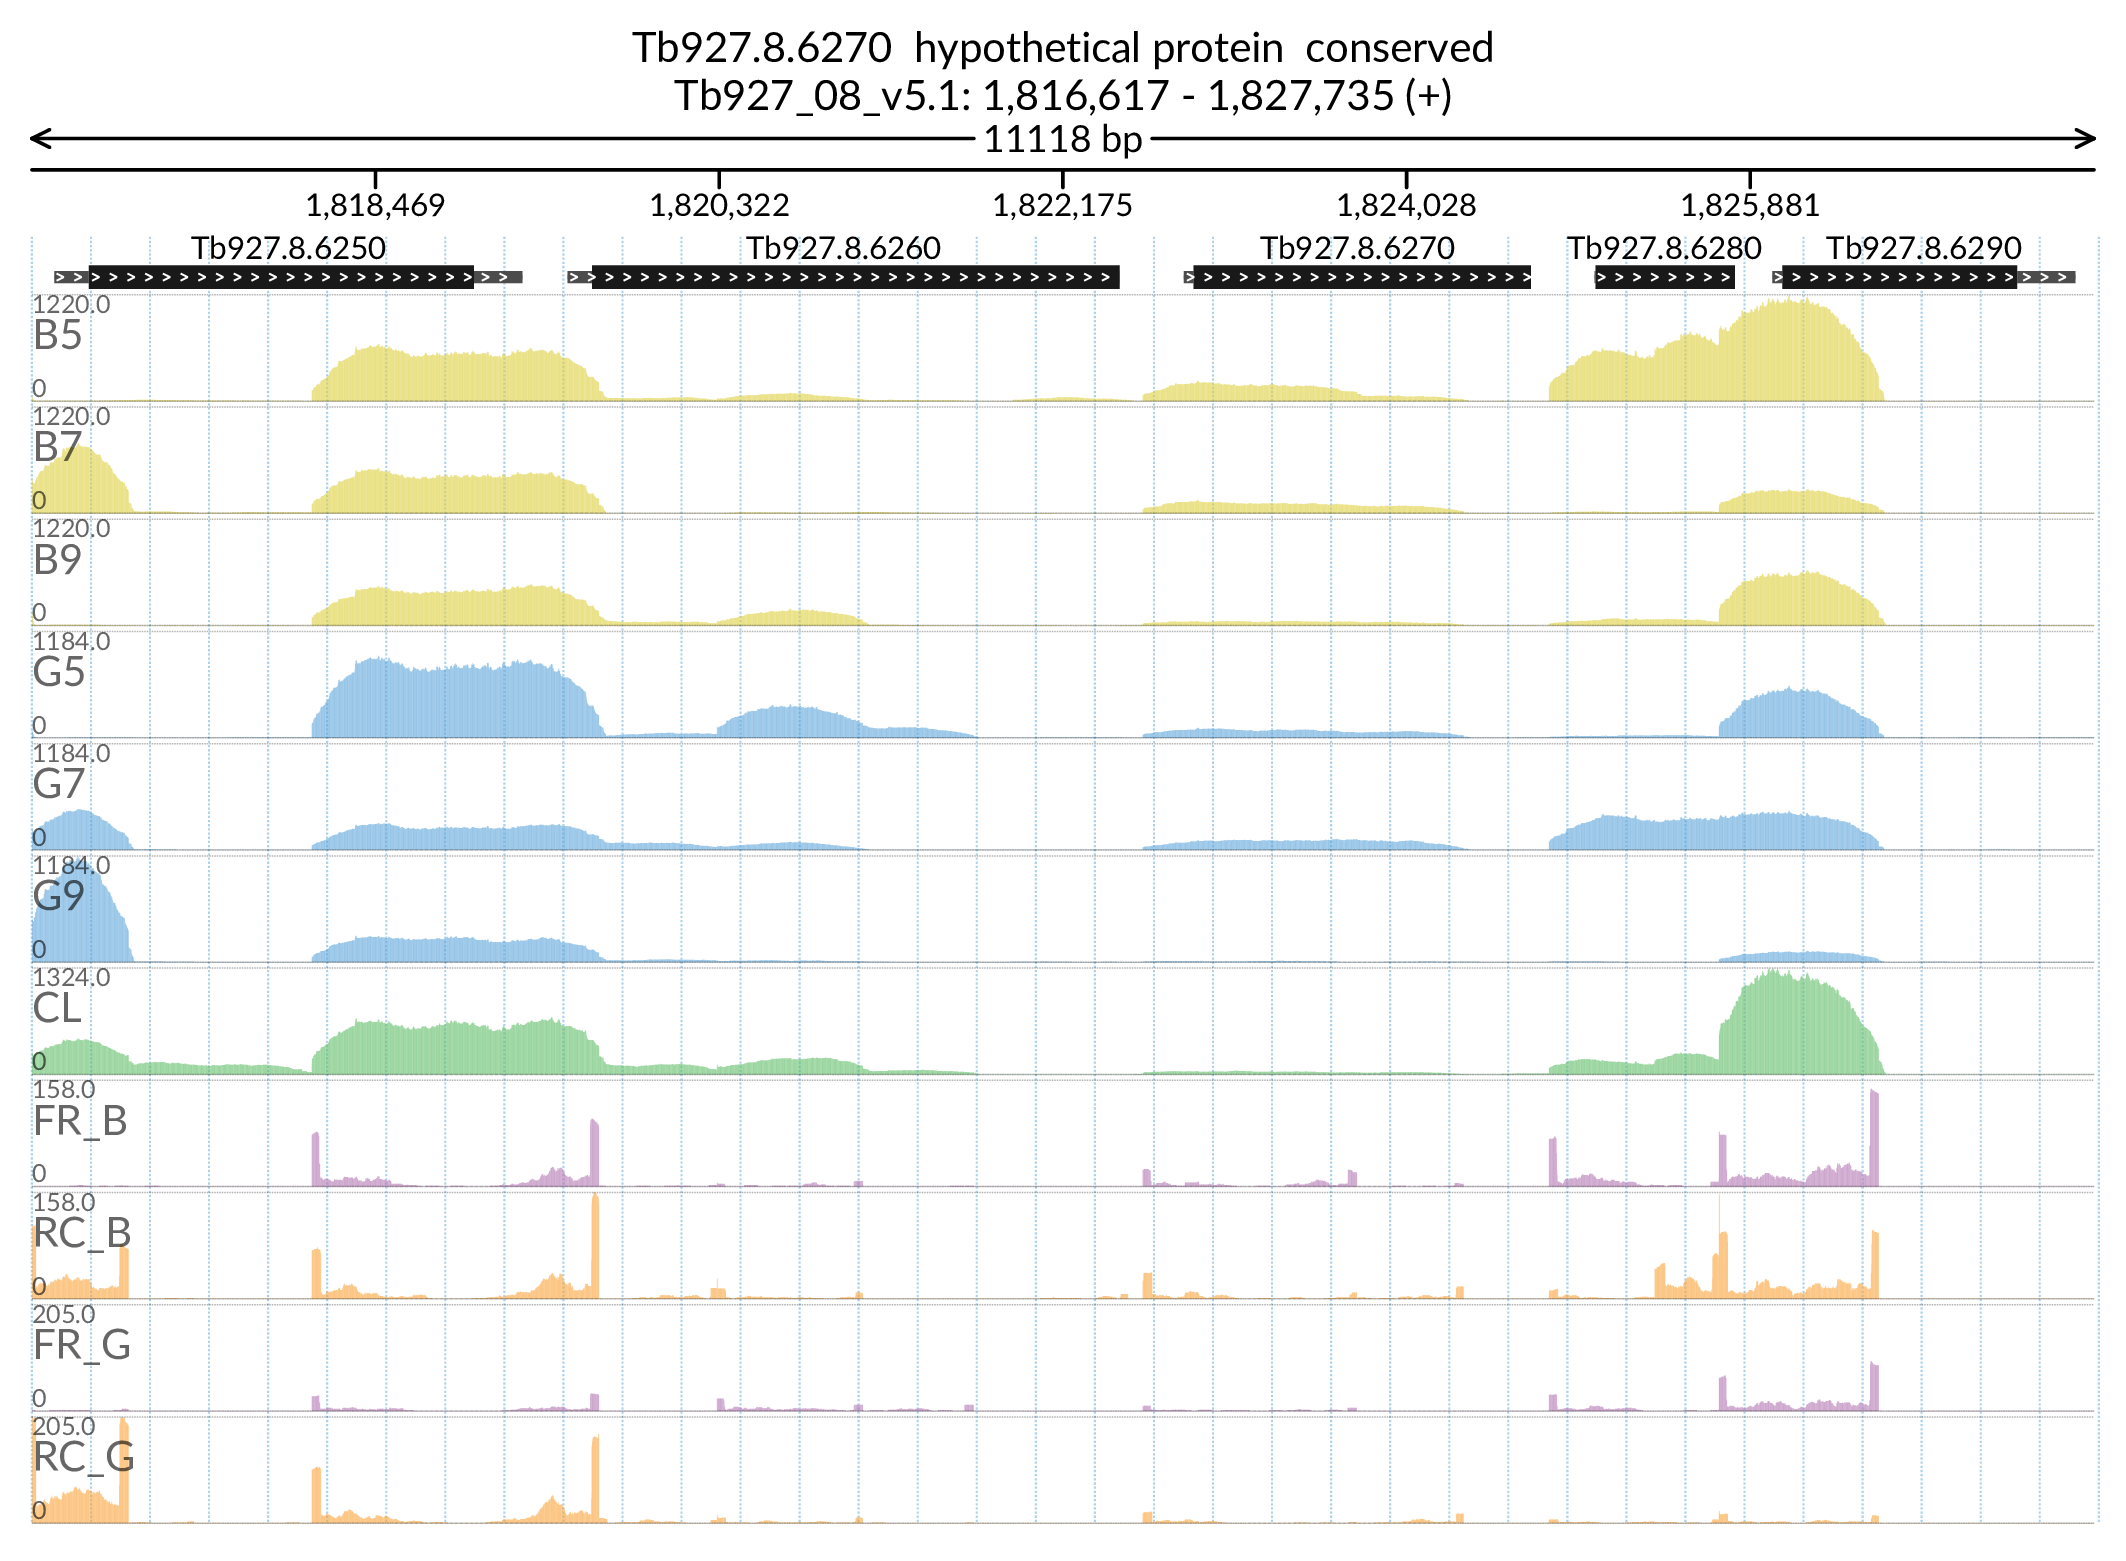 Tb927.8.6270  hypothetical protein  conserved
Tb927_08_v5.1: 1,816,617 - 1,827,735 (+)
11118 bp
1,818,469 1,820,322 1,822,175 1,824,028 1,825,881
Tb927.8.6250 Tb927.8.6260 Tb927.8.6270 Tb927.8.6280 Tb927.8.6290
1220.0
B5
0
1220.0
B7
0
1220.0
B9
0
1184.0
G5
0
1184.0
G7
0
1184.0
G9
0
1324.0
CL
0
158.0
FR_B
0
158.0
RC_B
0
205.0
FR_G
0
205.0
RC_G
0